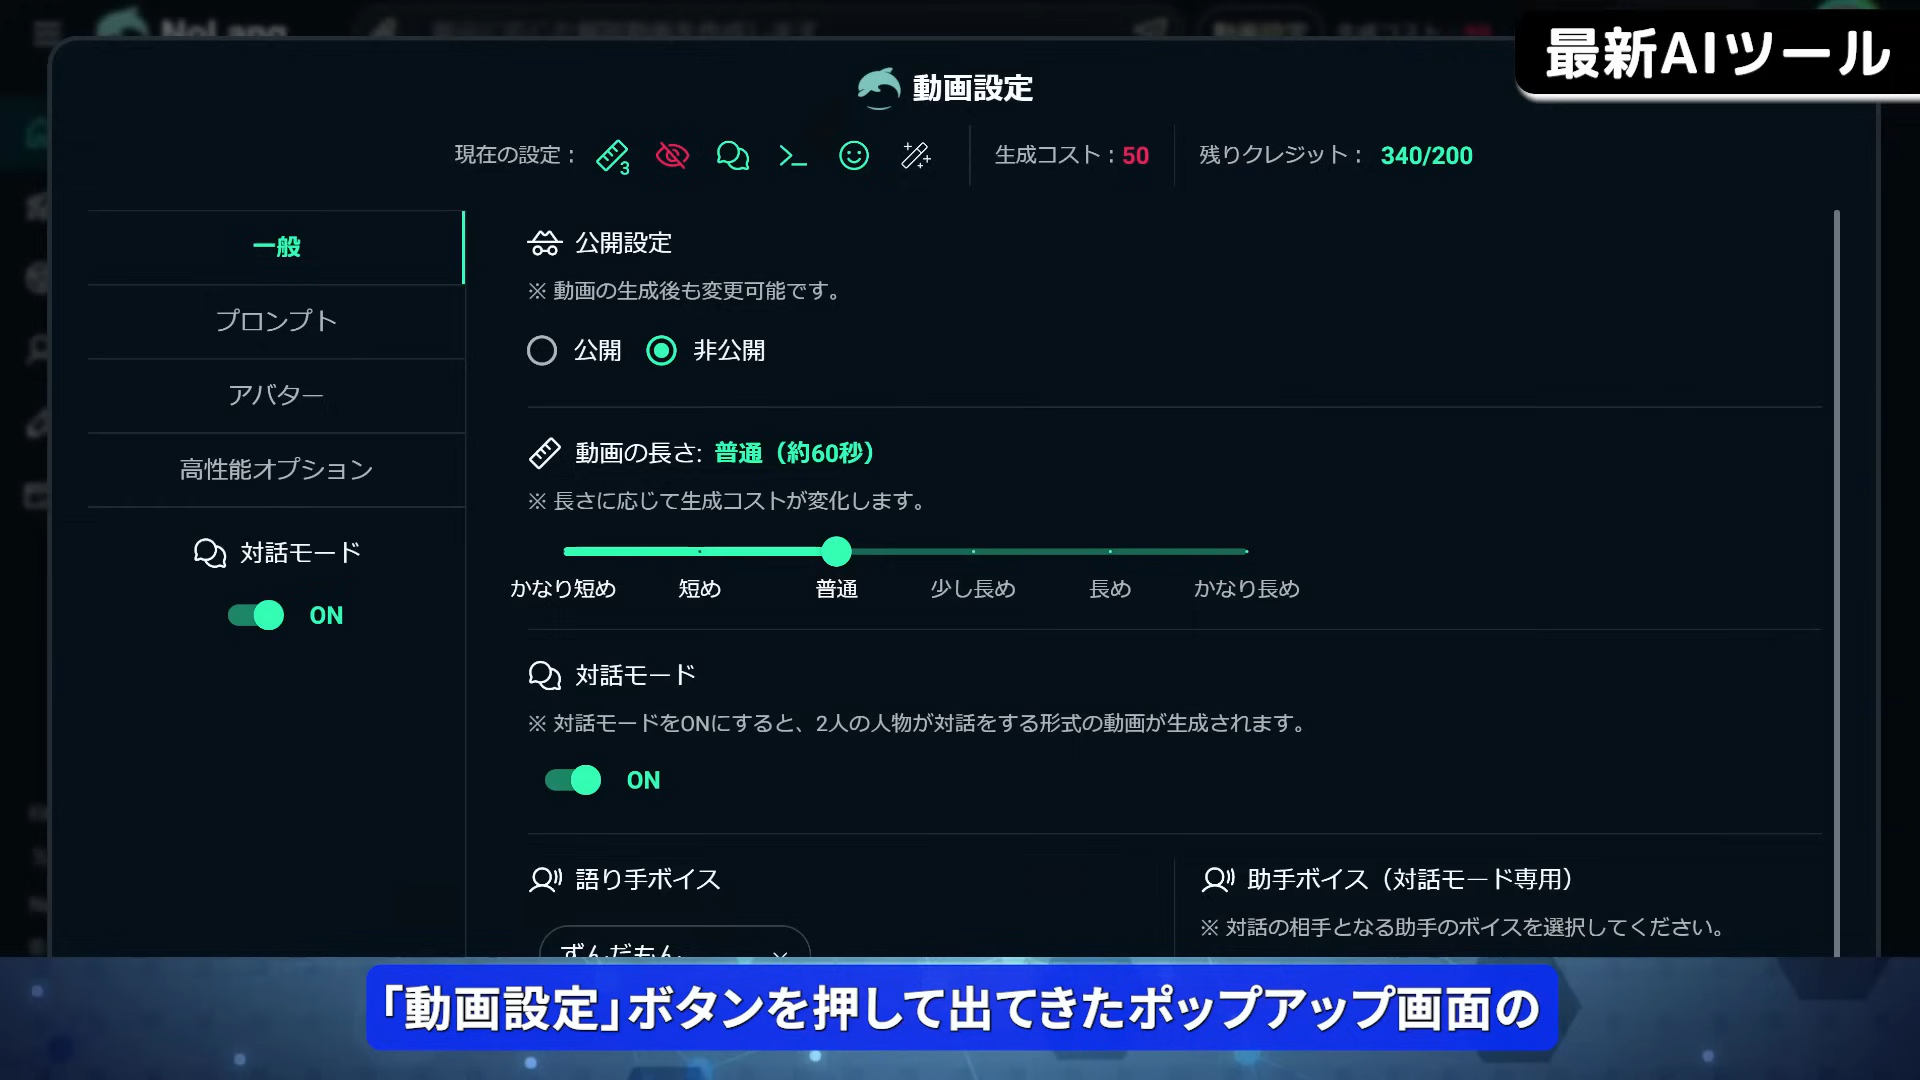 最新AIツール
動画設定
現在の設定：
3
生成コスト：50
残りクレジット： 340/200
一般
プロンプト
アバター
高性能オプション
対話モード
ON
公開設定
※ 動画の生成後も変更可能です。
公開
非公開
動画の長さ: 普通（約60秒）
※ 長さに応じて生成コストが変化します。
かなり短め
短め
普通
少し長め
長め
かなり長め
対話モード
※ 対話モードをONにすると、2人の人物が対話をする形式の動画が生成されます。
ON
語り手ボイス
ずんだもん
助手ボイス（対話モード専用）
※ 対話の相手となる助手のボイスを選択してください。
「動画設定」ボタンを押して出てきたポップアップ画面の